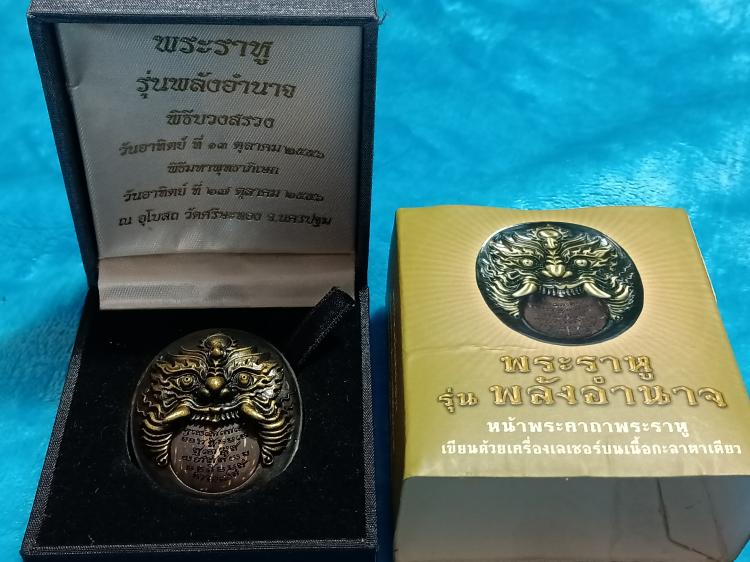 พระราหู
รุ่นพลังอำนาจ
พิธีบวงสรวง
วันอาทิตย์ ที่ ๑๓ ตุลาคม ๒๕๕๖
พิธีมหาพุทธาภิเษก
วันอาทิตย์ ที่ ๒๗ ตุลาคม ๒๕๕๖
ณ อุโบสถ วัดศรีษะทอง จ.นครปฐม
พระราหู
รุ่น พลังอำนาจ
หน้าพระคาถาพระราหู
เขียนด้วยเครื่องเลเซอร์บนเนื้อกะลาตาเดียว